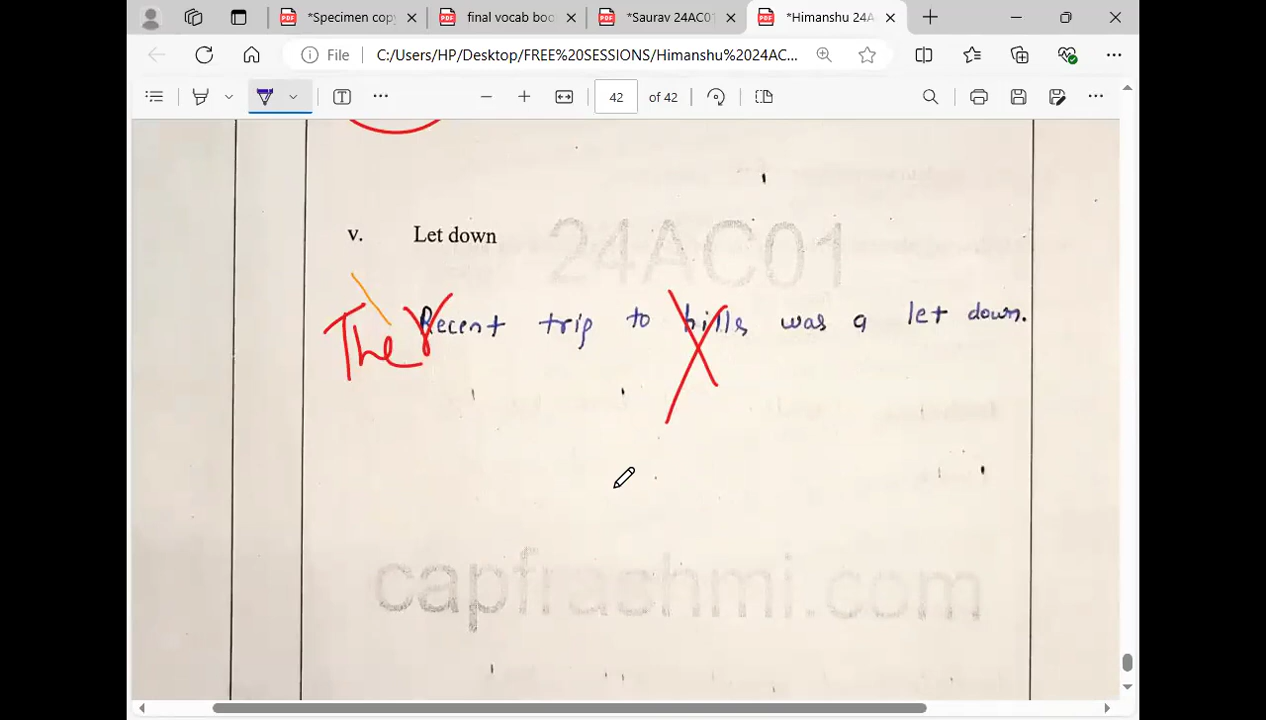 *Specimen cop
final vocab boo
*Saurav 24AC01
*Himanshu 24A
File
C:/Users/HP/Desktop/FREE%20SESSIONS/Himanshu%2024AC...
42 of 42
24AC01
v. Let down
The Recent trip to hills was a let down.
capfrashmi.com